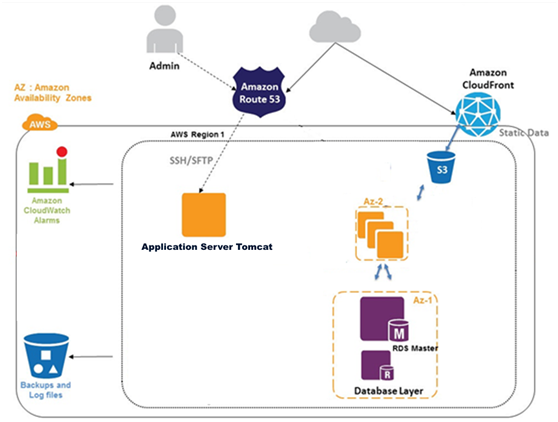 Admin
AZ : Amazon
Availability Zones
Amazon
Route 53
Amazon
CloudFront
AWS
Static Data
AWS Region 1
SSH/SFTP
S3
Amazon
CloudWatch
Alarms
Az-2
Application Server Tomcat
Az-1
M
RDS Master
R
Database Layer
Backups and
Log files